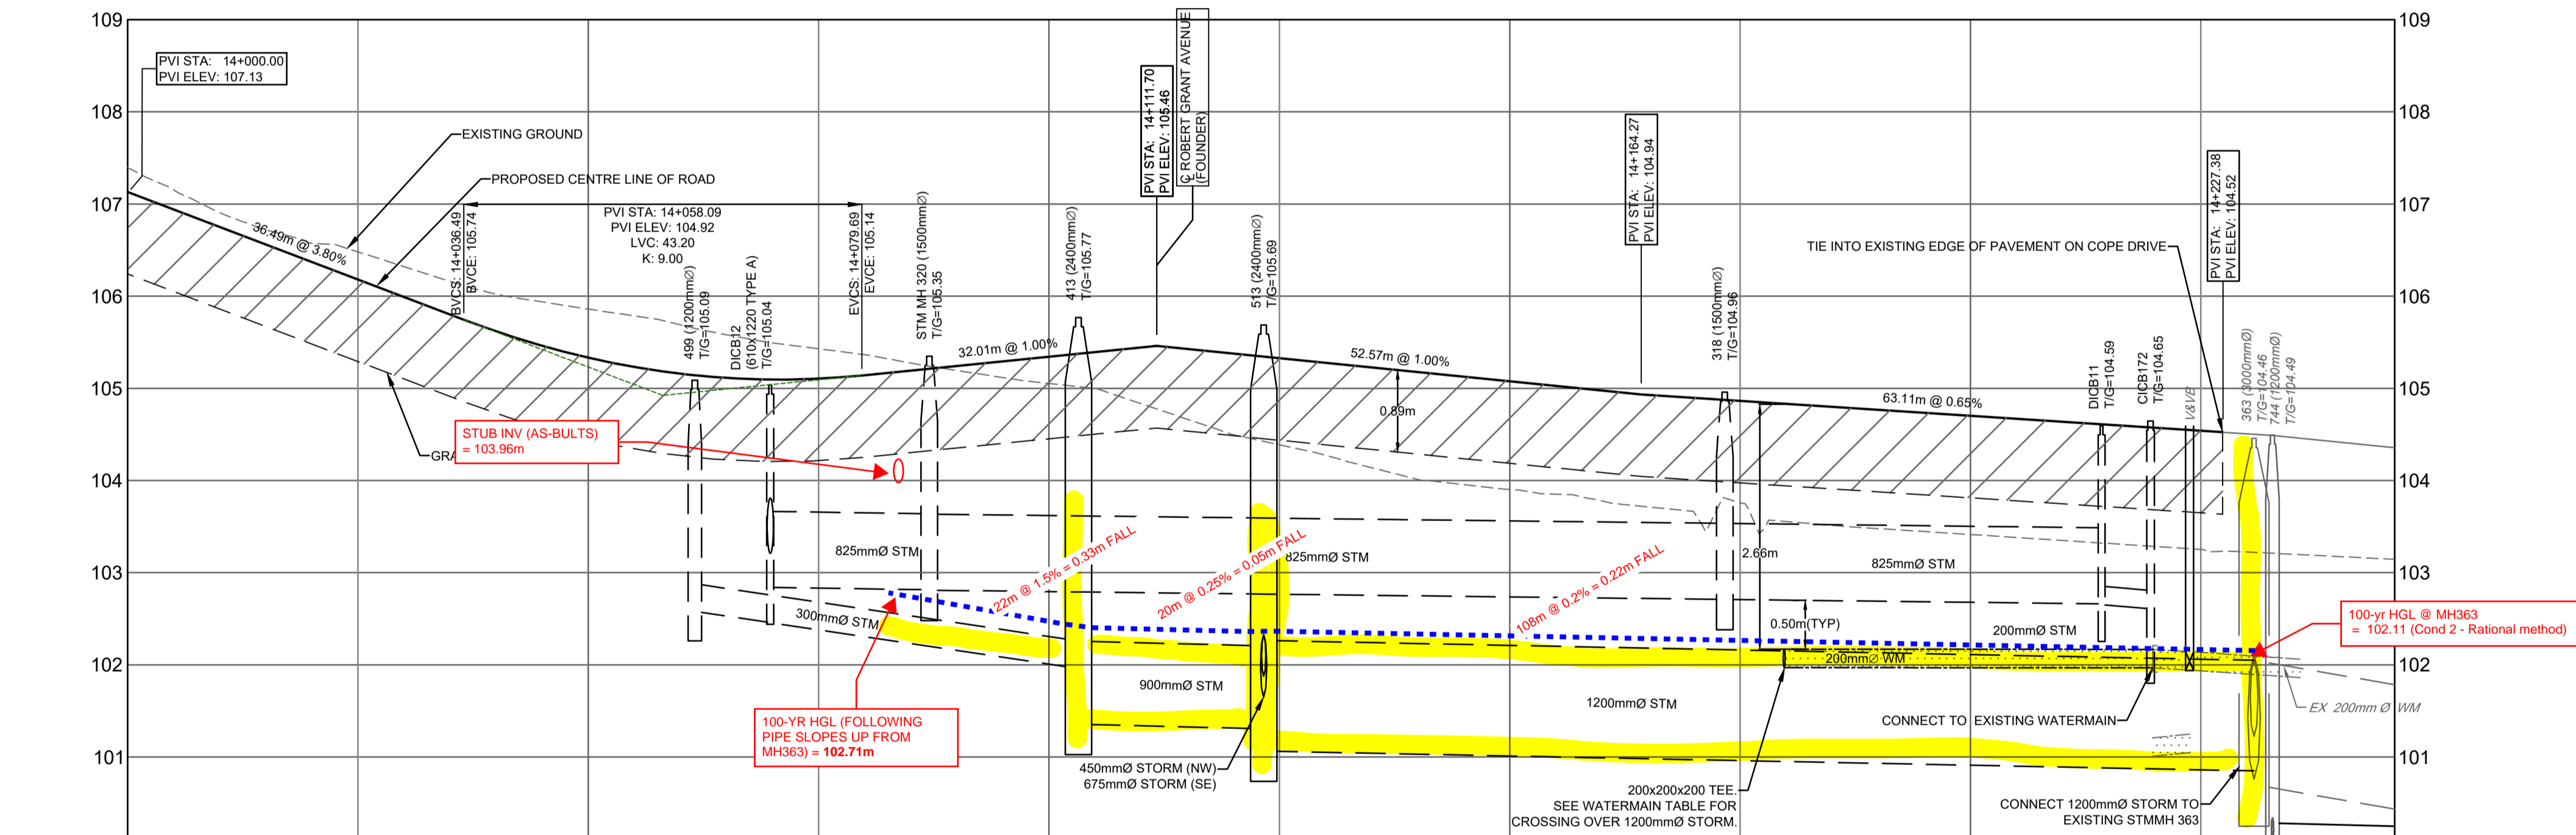 109
109
108
108
107
107
106
106
105
105
104
104
103
103
102
102
101
101
PVI STA: 14+000.00
PVI ELEV: 107.13
EXISTING GROUND
PROPOSED CENTRE LINE OF ROAD
36.49m @ 3.80%
BVCS: 14+036.49
BVCE: 105.74
PVI STA: 14+058.09
PVI ELEV: 104.92
LVC: 43.20
K: 9.00
EVCS: 14+079.69
EVCE: 105.14
499 (1200mmØ)
T/G=105.09
DICB12
(610x1220 TYPE A)
T/G=105.04
STM MH 320 (1500mmØ)
T/G=105.35
32.01m @ 1.00%
413 (2400mmØ)
T/G=105.77
PVI STA: 14+111.70
PVI ELEV: 105.46
℄ ROBERT GRANT AVENUE
(FOUNDER)
513 (2400mmØ)
T/G=105.69
52.57m @ 1.00%
0.89m
PVI STA: 14+164.27
PVI ELEV: 104.94
318 (1500mmØ)
T/G=104.96
63.11m @ 0.65%
TIE INTO EXISTING EDGE OF PAVEMENT ON COPE DRIVE
PVI STA: 14+227.38
PVI ELEV: 104.52
DICB11
T/G=104.59
CICB172
T/G=104.65
V&VB
363 (3000mmØ)
T/G=104.46
744 (1200mmØ)
T/G=104.49
STUB INV (AS-BULTS)
= 103.96m
GRA
825mmØ STM
22m @ 1.5% = 0.33m FALL
20m @ 0.25% = 0.05m FALL
825mmØ STM
108m @ 0.2% = 0.22m FALL
2.66m
825mmØ STM
300mmØ STM
0.50m(TYP)
200mmØ STM
200mmØ WM
100-yr HGL @ MH363
= 102.11 (Cond 2 - Rational method)
900mmØ STM
1200mmØ STM
100-YR HGL (FOLLOWING
PIPE SLOPES UP FROM
MH363) = 102.71m
CONNECT TO EXISTING WATERMAIN
EX 200mm Ø WM
450mmØ STORM (NW)
675mmØ STORM (SE)
200x200x200 TEE.
SEE WATERMAIN TABLE FOR
CROSSING OVER 1200mmØ STORM.
CONNECT 1200mmØ STORM TO
EXISTING STMMH 363